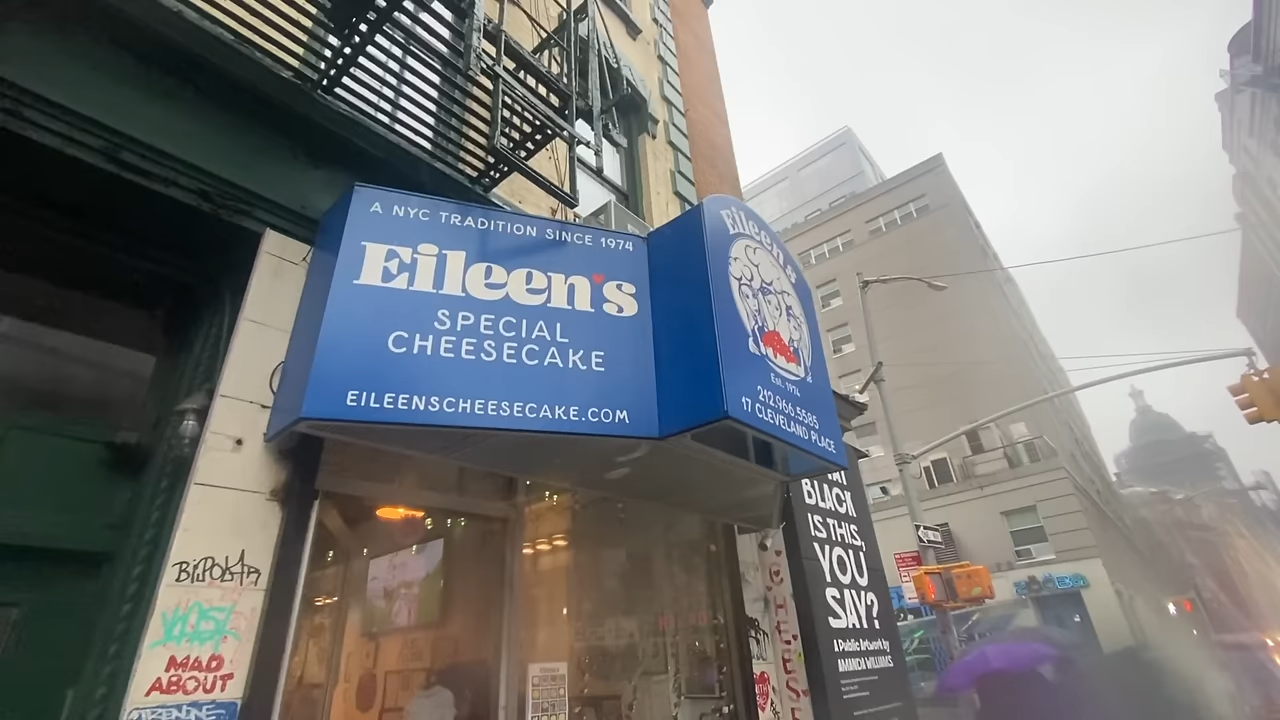 A NYC TRADITION SINCE 1974
Eileen's
SPECIAL
CHEESECAKE
EILEENSCHEESECAKE.COM
Eileen's
Est. 1974
212.966.5585
17 CLEVELAND PLACE
BLACK
IS THIS,
YOU
SAY?
A Public Artwork by
AMANDA WILLIAMS
CHEES
MAD
ABOUT